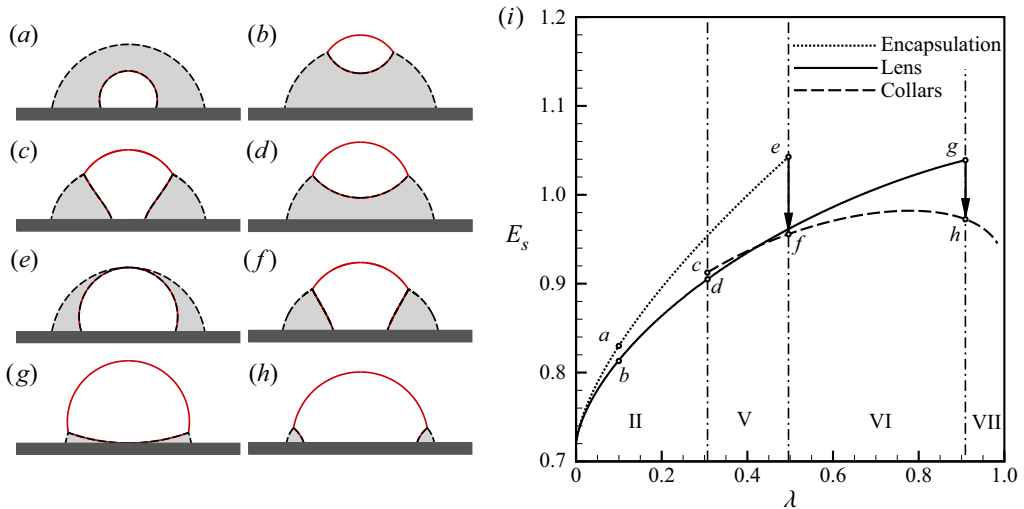 (a)
(b)
(c)
(d)
(e)
(f)
(g)
(h)
(i)
1.2
1.1
1.0
0.9
0.8
0.7
E_s
Encapsulation
Lens
Collars
e
g
c
d
f
h
a
b
II
V
VI
VII
0
0.2
0.4
0.6
0.8
1.0
λ